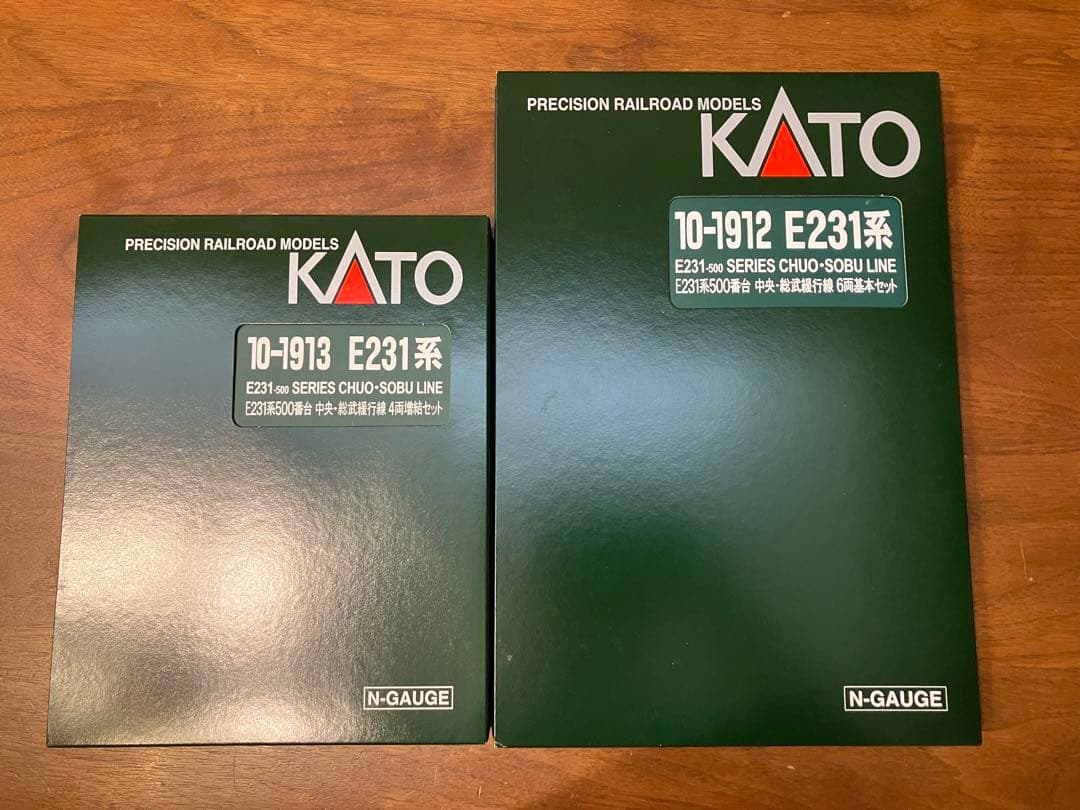 PRECISION RAILROAD MODELS
KATO
10-1913 E231系
E231-500 SERIES CHUO・SOBU LINE
E231系500番台 中央・総武緩行線 4両増結セット
N-GAUGE
PRECISION RAILROAD MODELS
KATO
10-1912 E231系
E231-500 SERIES CHUO・SOBU LINE
E231系500番台 中央・総武緩行線 6両基本セット
N-GAUGE